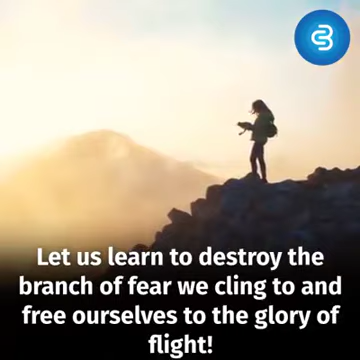 Let us learn to destroy the
branch of fear we cling to and
free ourselves to the glory of
flight!